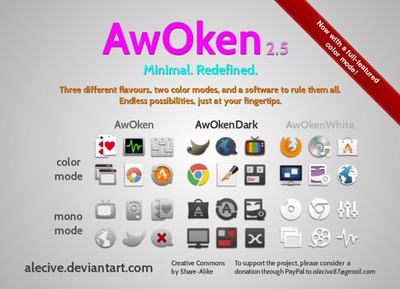 AwOken 2.5
Minimal. Redefined.
Now with a full-featured
color mode!
Three different flavours, two color modes, and a software to rule them all.
Endless possibilities, just at your fingertips.
AwOken AwOkenDark AwOkenWhite
color
mode
mono
mode
alecive.deviantart.com
Creative Commons
by Share-Alike
To support the project, please consider a
donation through PayPal to alecive87@gmail.com